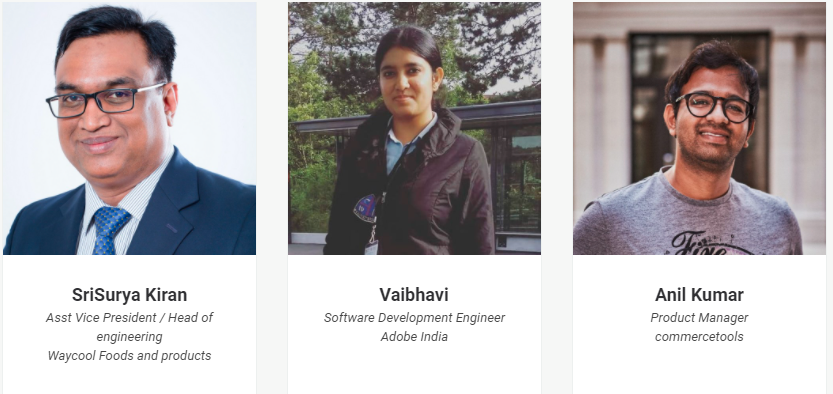 SriSurya Kiran
Asst Vice President / Head of
engineering
Waycool Foods and products
Vaibhavi
Software Development Engineer
Adobe India
Anil Kumar
Product Manager
commercetools